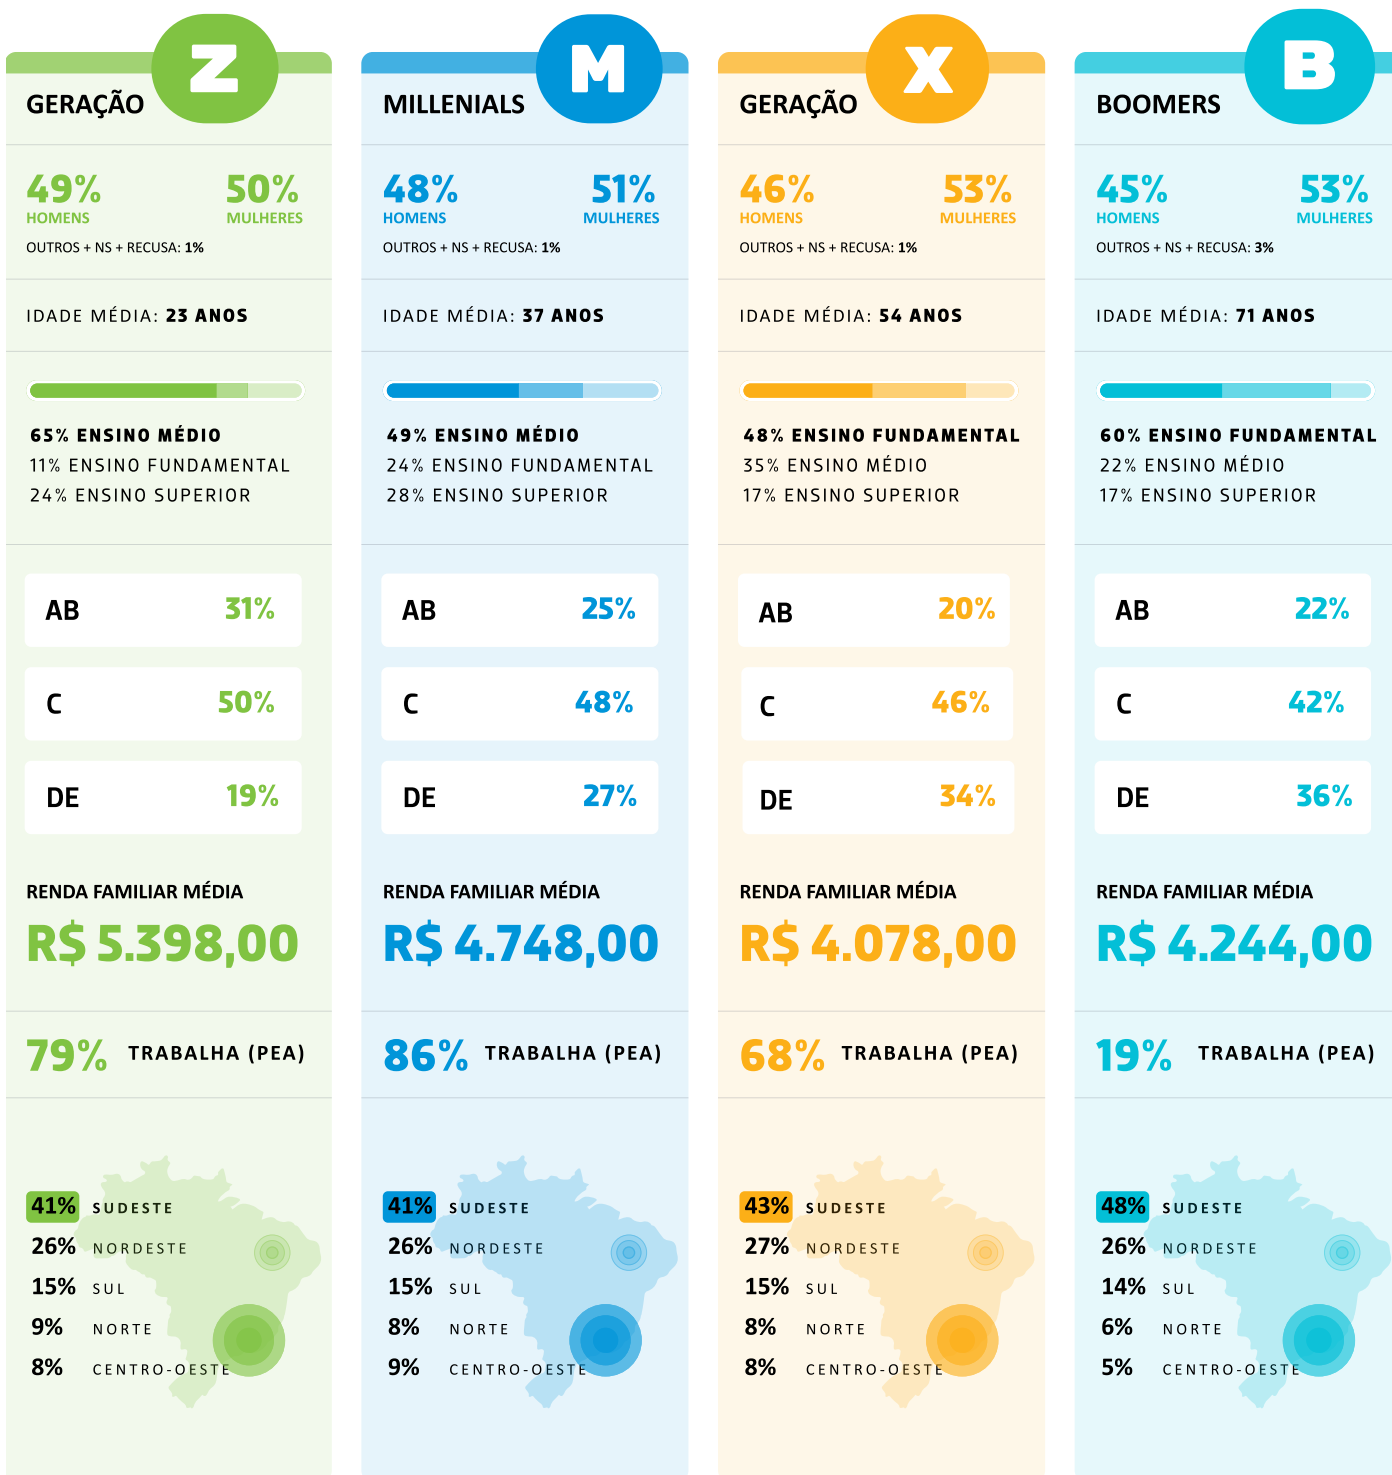 GERAÇÃO Z
49% 50%
HOMENS MULHERES
OUTROS + NS + RECUSA: 1%
IDADE MÉDIA: 23 ANOS
65% ENSINO MÉDIO
11% ENSINO FUNDAMENTAL
24% ENSINO SUPERIOR
AB 31%
C 50%
DE 19%
RENDA FAMILIAR MÉDIA
R$ 5.398,00
79% TRABALHA (PEA)
41% SUDESTE
26% NORDESTE
15% SUL
9% NORTE
8% CENTRO-OESTE
MILLENIALS M
48% 51%
HOMENS MULHERES
OUTROS + NS + RECUSA: 1%
IDADE MÉDIA: 37 ANOS
49% ENSINO MÉDIO
24% ENSINO FUNDAMENTAL
28% ENSINO SUPERIOR
AB 25%
C 48%
DE 27%
RENDA FAMILIAR MÉDIA
R$ 4.748,00
86% TRABALHA (PEA)
41% SUDESTE
26% NORDESTE
15% SUL
8% NORTE
9% CENTRO-OESTE
GERAÇÃO X
46% 53%
HOMENS MULHERES
OUTROS + NS + RECUSA: 1%
IDADE MÉDIA: 54 ANOS
48% ENSINO FUNDAMENTAL
35% ENSINO MÉDIO
17% ENSINO SUPERIOR
AB 20%
C 46%
DE 34%
RENDA FAMILIAR MÉDIA
R$ 4.078,00
68% TRABALHA (PEA)
43% SUDESTE
27% NORDESTE
15% SUL
8% NORTE
8% CENTRO-OESTE
BOOMERS B
45% 53%
HOMENS MULHERES
OUTROS + NS + RECUSA: 3%
IDADE MÉDIA: 71 ANOS
60% ENSINO FUNDAMENTAL
22% ENSINO MÉDIO
17% ENSINO SUPERIOR
AB 22%
C 42%
DE 36%
RENDA FAMILIAR MÉDIA
R$ 4.244,00
19% TRABALHA (PEA)
48% SUDESTE
26% NORDESTE
14% SUL
6% NORTE
5% CENTRO-OESTE